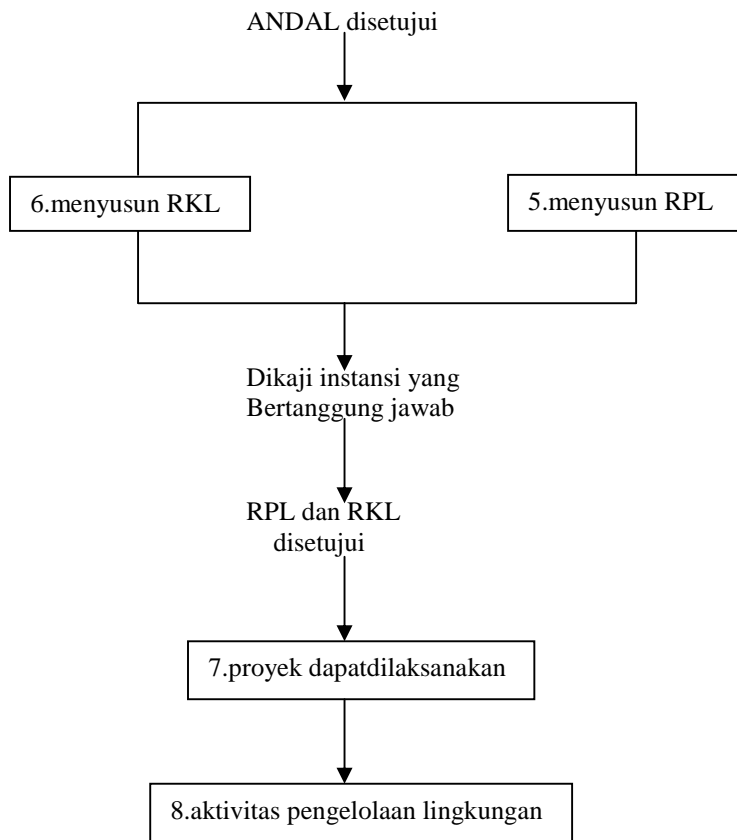 ANDAL disetujui
6.menyusun RKL
5.menyusun RPL
Dikaji instansi yang
Bertanggung jawab
RPL dan RKL
disetujui
7.proyek dapatdilaksanakan
8.aktivitas pengelolaan lingkungan